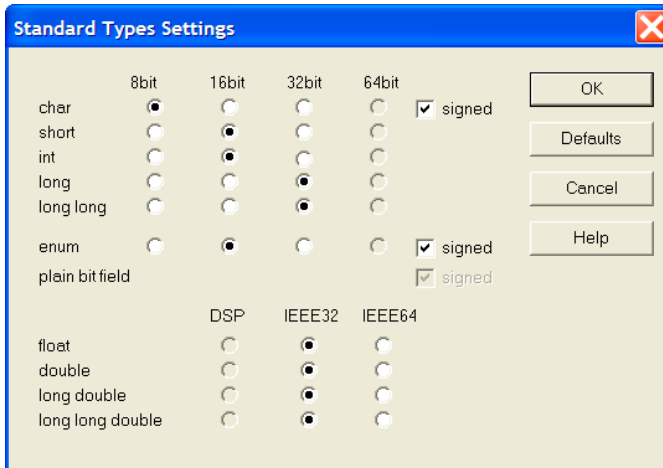 Standard Types Settings
8bit 16bit 32bit 64bit
char signed
short
int
long
long long
enum signed
plain bit field signed
DSP IEEE32 IEEE64
float
double
long double
long long double
OK
Defaults
Cancel
Help